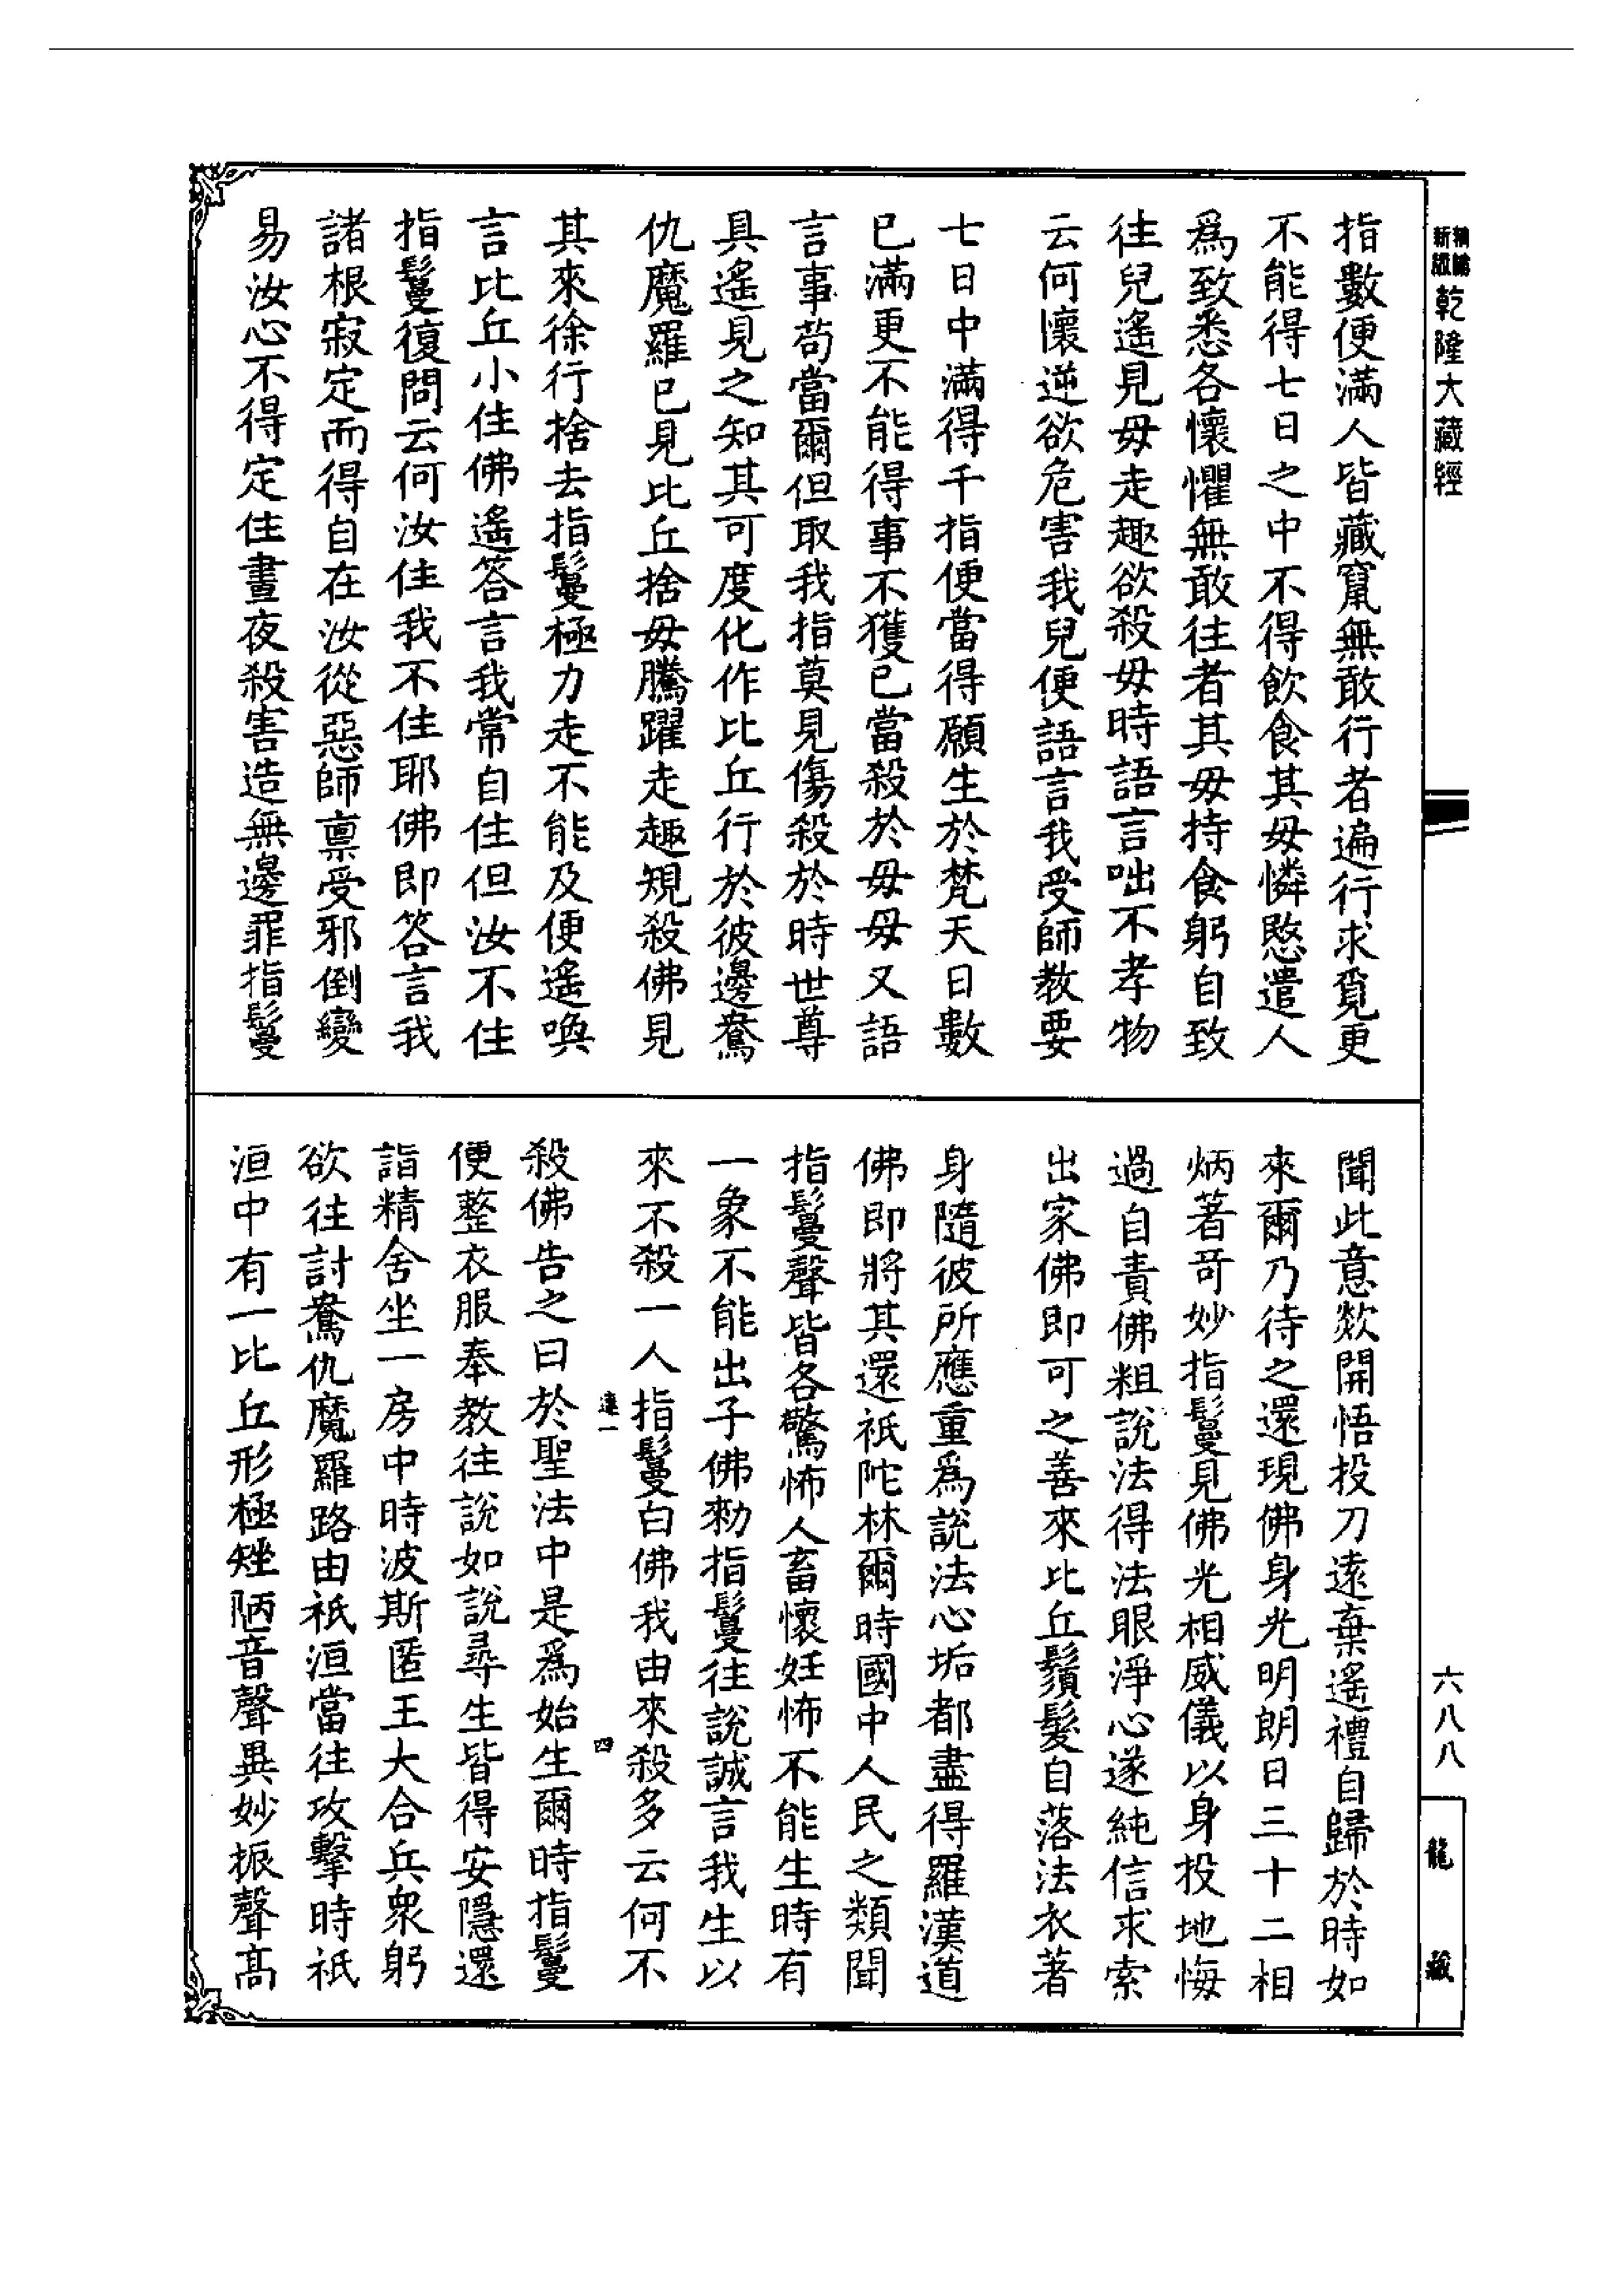 新編縮版乾隆大藏經
指數便滿人皆藏竄無敢行者遍行求覓更
不能得七日之中不得飲食其毋憐愍遣人
爲致悉各懷懼無敢往者其毋持食躬自致
往兒遙見毋走趣欲殺毋時語言咄不孝物
云何懷逆欲危害我兒便語言我受師教要
七日中滿得千指便當得願生於梵天日數
已滿更不能得事不獲已當殺於毋毋又語
言事苟當爾但取我指莫見傷殺於時世尊
具遙見之知其可度化作比丘行於彼邊鴦
仇魔羅已見比丘捨毋騰躍走趣規殺佛見
其來徐行捨去指鬘極力走不能及便遙喚
言比丘小住佛遙答言我常自住但汝不住
指鬘復問云何汝住我不住耶佛即答言我
諸根寂定而得自在汝從惡師禀受邪倒變
易汝心不得定住晝夜殺害造無邊罪指鬘
聞此意欻開悟投刀遠棄遙禮自歸於時如
來爾乃待之還現佛身光明朗日三十二相
炳著奇妙指鬘見佛光相威儀以身投地悔
過自責佛粗說法得法眼淨心遂純信求索
出家佛即可之善來比丘鬚髮自落法衣著
身隨彼所應重爲說法心垢都盡得羅漢道
佛即將其還祇陀林爾時國中人民之類聞
指鬘聲皆各驚怖人畜懷妊怖不能生時有
一象不能出子佛勑指鬘往說誠言我生以
來不殺一人指鬘白佛我由來殺多云何不
達一
四
殺佛告之曰於聖法中是爲始生爾時指鬘
便整衣服奉教往說如說尋生皆得安隱還
詣精舍坐一房中時波斯匿王大合兵衆躬
欲往討鴦仇魔羅路由祇洹當往攻擊時祇
洹中有一比丘形極矬陋音聲異妙振聲高
六八八
龍藏